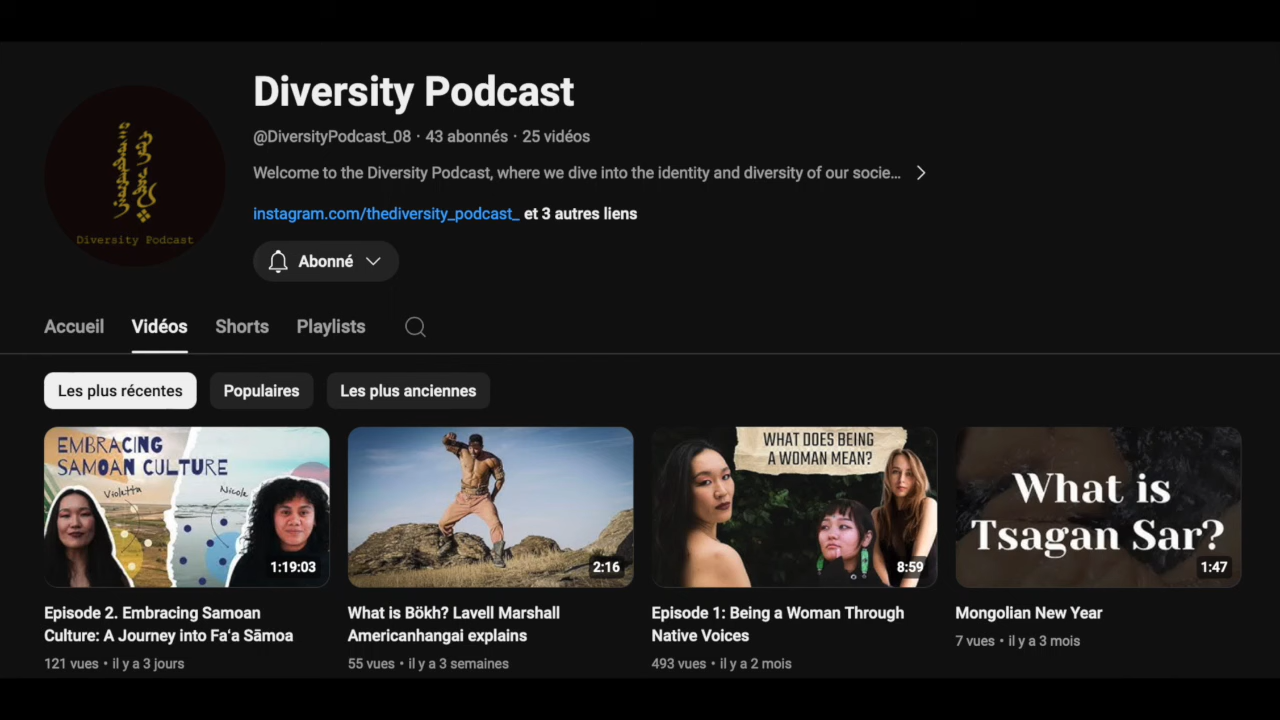 Diversity Podcast
Diversity Podcast
@DiversityPodcast_08 · 43 abonnés · 25 vidéos
Welcome to the Diversity Podcast, where we dive into the identity and diversity of our socie...
instagram.com/thediversity_podcast_ et 3 autres liens
Abonné
Accueil Vidéos Shorts Playlists
Les plus récentes Populaires Les plus anciennes
EMBRACING
SAMOAN CULTURE
Violetta
Nicole
1:19:03
2:16
WHAT DOES BEING
A WOMAN MEAN?
8:59
What is
Tsagan Sar?
1:47
Episode 2. Embracing Samoan
Culture: A Journey into Fa‘a Sāmoa
121 vues · il y a 3 jours
What is Bökh? Lavell Marshall
Americanhangai explains
55 vues · il y a 3 semaines
Episode 1: Being a Woman Through
Native Voices
493 vues · il y a 2 mois
Mongolian New Year
7 vues · il y a 3 mois